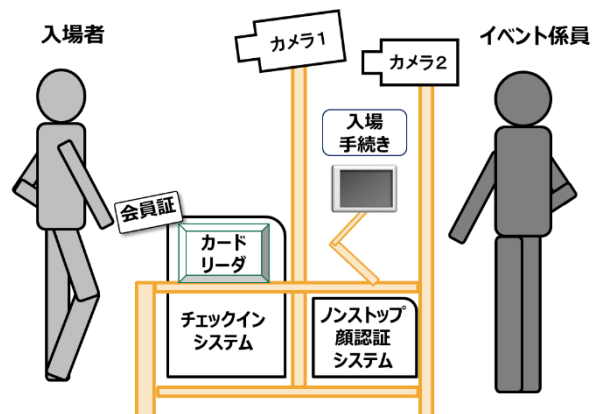 入場者
カメラ１
カメラ２
イベント係員
入場
手続き
会員証
カード
リーダ
チェックイン
システム
ノンストップ
顔認証
システム